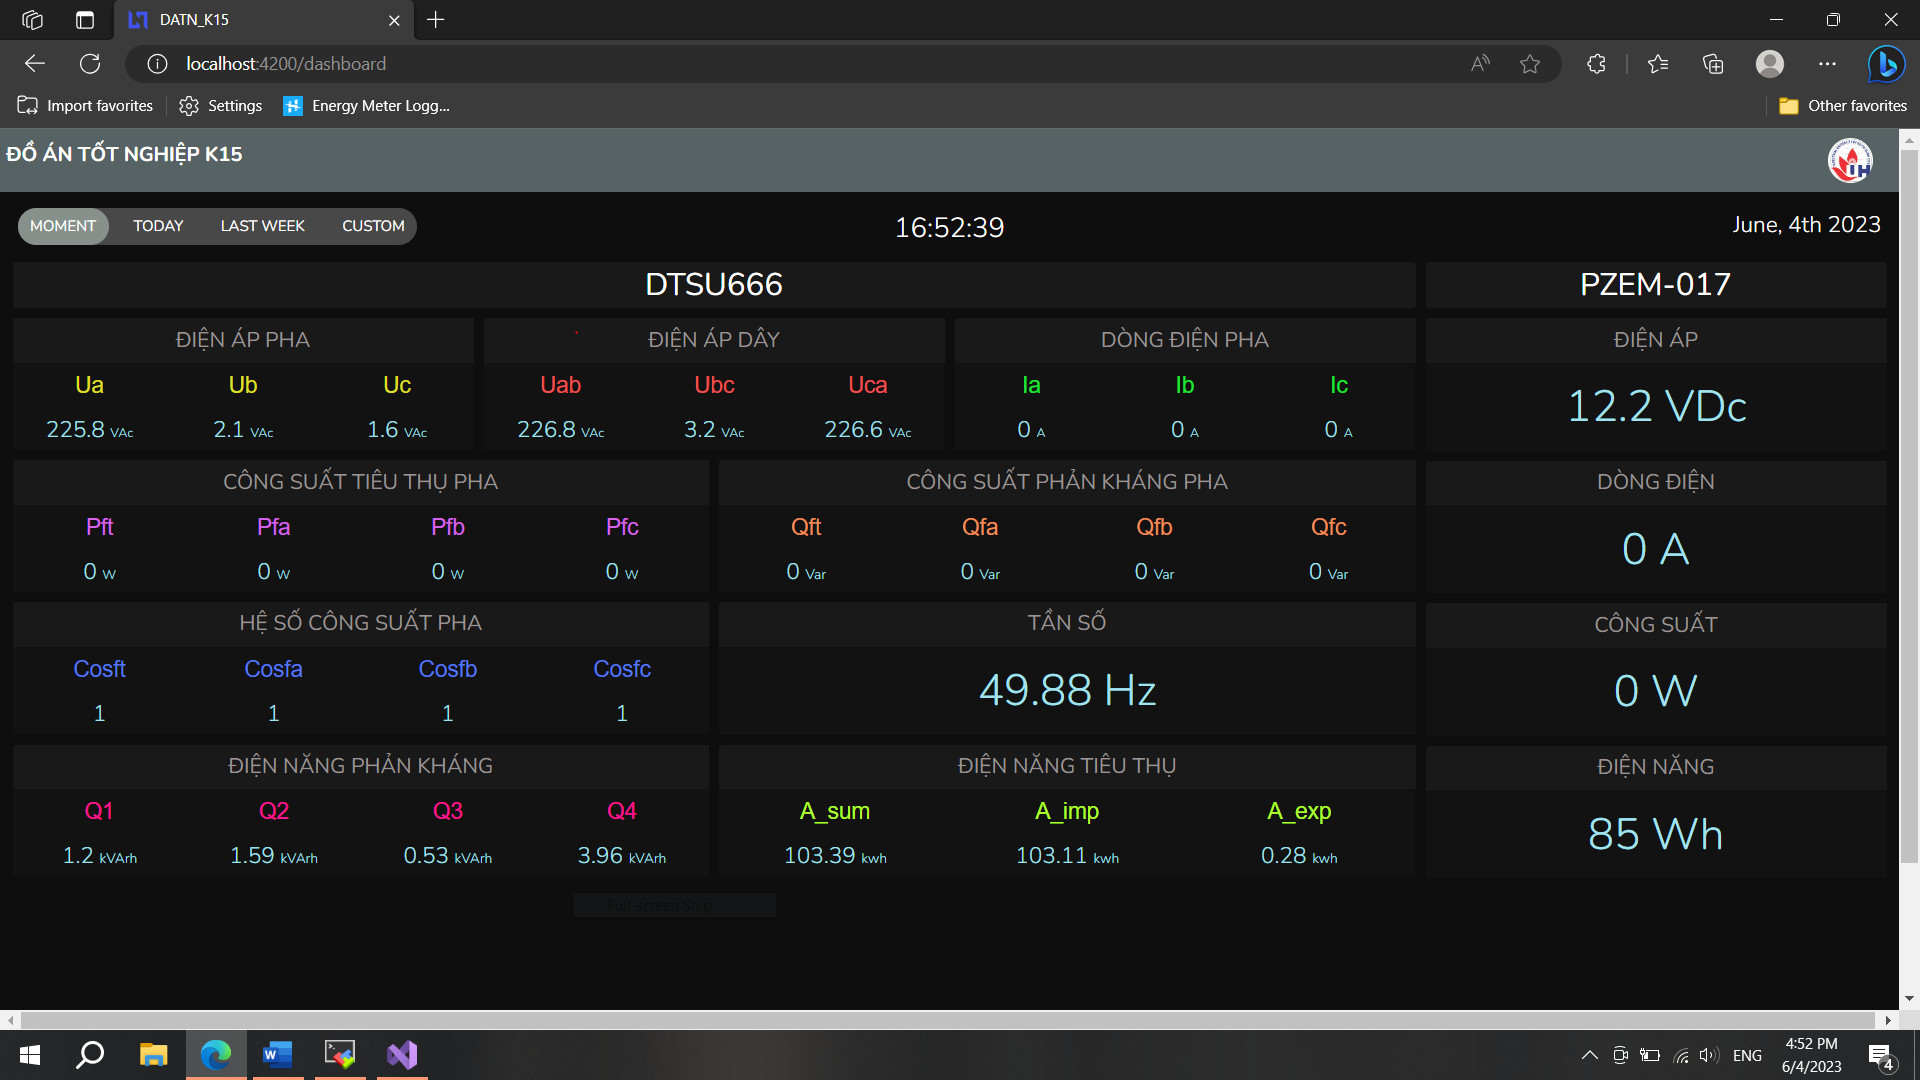 DATN_K15
localhost:4200/dashboard
Import favorites
Settings
Energy Meter Logg...
Other favorites
ĐỒ ÁN TỐT NGHIỆP K15
MOMENT TODAY LAST WEEK CUSTOM
16:52:39
June, 4th 2023
DTSU666
PZEM-017
ĐIỆN ÁP PHA
ĐIỆN ÁP DÂY
DÒNG ĐIỆN PHA
ĐIỆN ÁP
Ua Ub Uc
Uab Ubc Uca
Ia Ib Ic
225.8 VAc 2.1 VAc 1.6 VAc
226.8 VAc 3.2 VAc 226.6 VAc
0 A 0 A 0 A
12.2 VDc
CÔNG SUẤT TIÊU THỤ PHA
CÔNG SUẤT PHẢN KHÁNG PHA
DÒNG ĐIỆN
Pft Pfa Pfb Pfc
Qft Qfa Qfb Qfc
0 W 0 W 0 W 0 W
0 Var 0 Var 0 Var 0 Var
0 A
HỆ SỐ CÔNG SUẤT PHA
TẦN SỐ
CÔNG SUẤT
Cosft Cosfa Cosfb Cosfc
1 1 1 1
49.88 Hz
0 W
ĐIỆN NĂNG PHẢN KHÁNG
ĐIỆN NĂNG TIÊU THỤ
ĐIỆN NĂNG
Q1 Q2 Q3 Q4
A_sum A_imp A_exp
1.2 kVArh 1.59 kVArh 0.53 kVArh 3.96 kVArh
103.39 kwh 103.11 kwh 0.28 kwh
85 Wh
Full-screen Snip
ENG
4:52 PM
6/4/2023
4